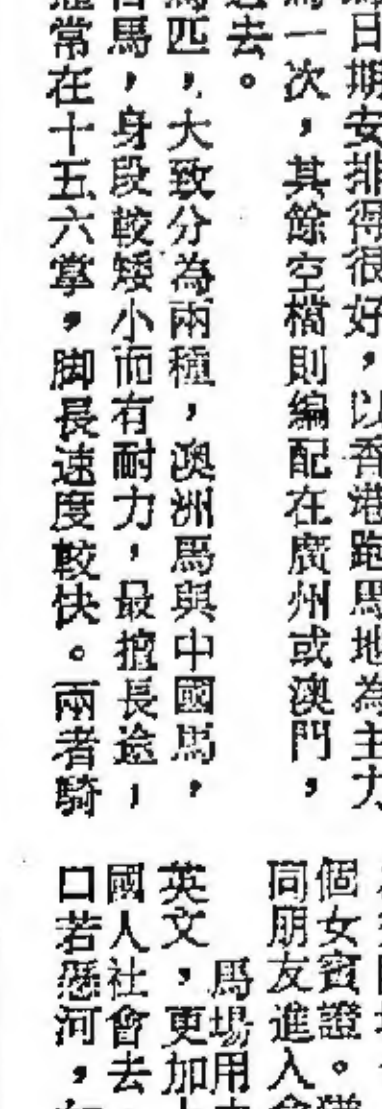 日期安排得很好，以香港跑馬地為主力
一次，其餘空檔則編配在廣州或澳門，
去。
馬匹，大致分為兩種，澳洲馬與中國馬，
馬，身段較矮小而有耐力，最擅長途；
常在十五六掌，脚長速度較快。兩者騎
個女賓證。
同朋友進入
馬場用
英文，更加
國人社會去
口若懸河，